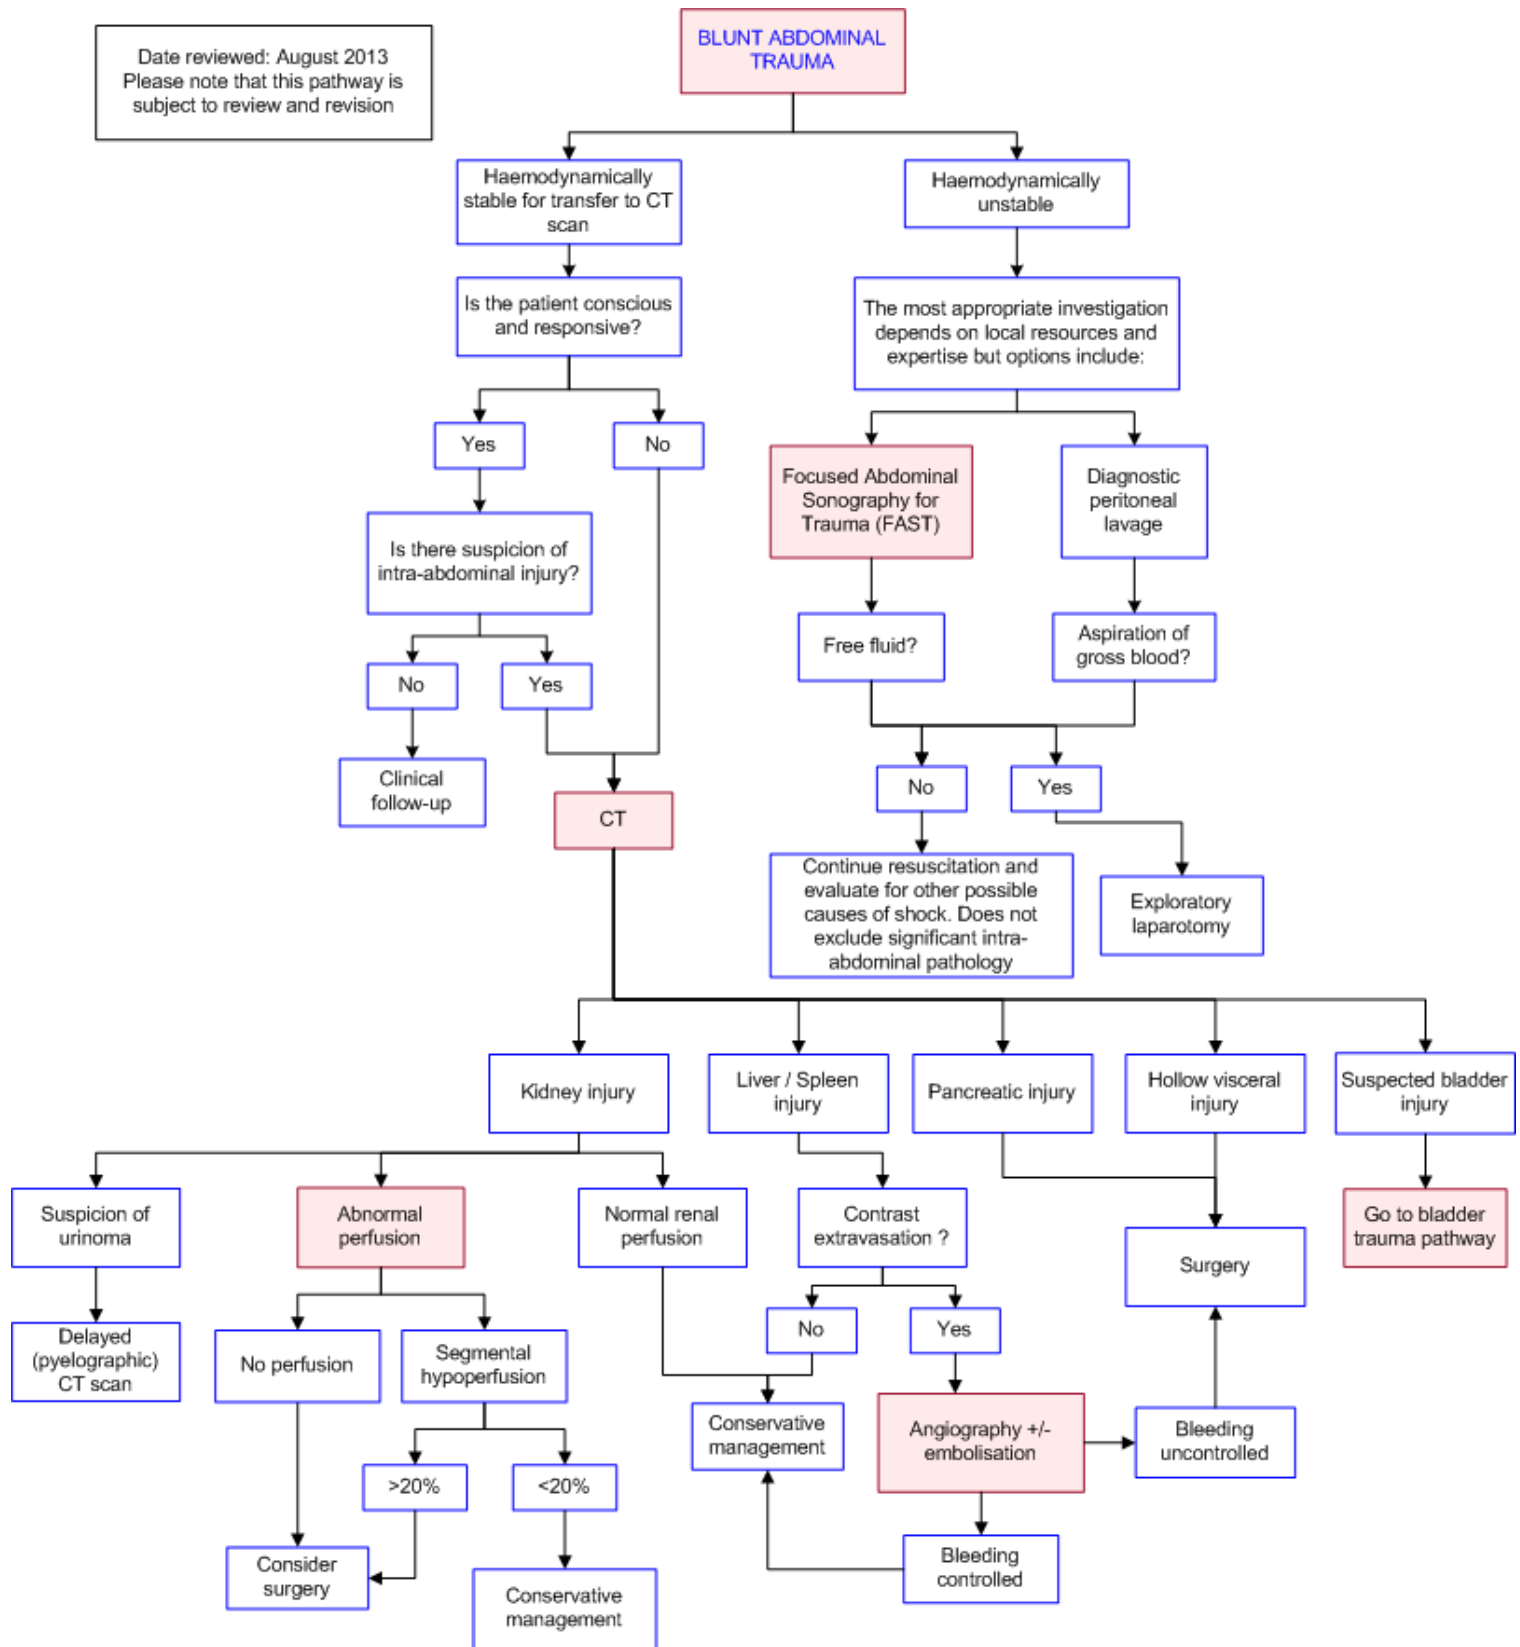 Date reviewed: August 2013
Please note that this pathway is
subject to review and revision
BLUNT ABDOMINAL
TRAUMA
Haemodynamically
stable for transfer to CT
scan
Haemodynamically
unstable
Is the patient conscious
and responsive?
The most appropriate investigation
depends on local resources and
expertise but options include:
Yes
No
Focused Abdominal
Sonography for
Trauma (FAST)
Diagnostic
peritoneal
lavage
Is there suspicion of
intra-abdominal injury?
Free fluid?
Aspiration of
gross blood?
No
Yes
Clinical
follow-up
CT
No
Yes
Continue resuscitation and
evaluate for other possible
causes of shock. Does not
exclude significant intra-
abdominal pathology
Exploratory
laparotomy
Kidney injury
Liver / Spleen
injury
Pancreatic injury
Hollow visceral
injury
Suspected bladder
injury
Suspicion of
urinoma
Abnormal
perfusion
Normal renal
perfusion
Contrast
extravasation ?
Surgery
Go to bladder
trauma pathway
Delayed
(pyelographic)
CT scan
No perfusion
Segmental
hypoperfusion
No
Yes
Conservative
management
Angiography +/-
embolisation
Bleeding
uncontrolled
>20%
<20%
Consider
surgery
Conservative
management
Bleeding
controlled